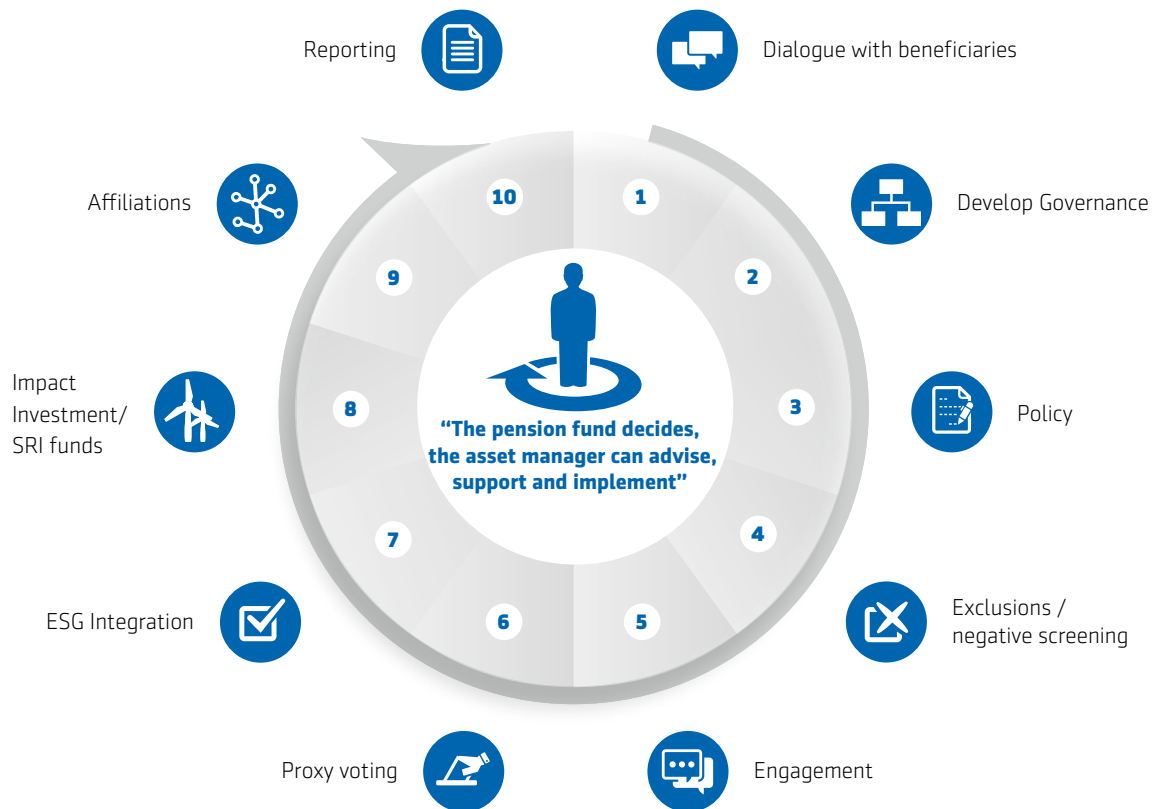 Reporting
Dialogue with beneficiaries
Affiliations
Develop Governance
10
1
9
2
Impact
Investment/
SRI funds
8
3
Policy
“The pension fund decides,
the asset manager can advise,
support and implement”
7
4
ESG Integration
Exclusions /
negative screening
6
5
Proxy voting
Engagement